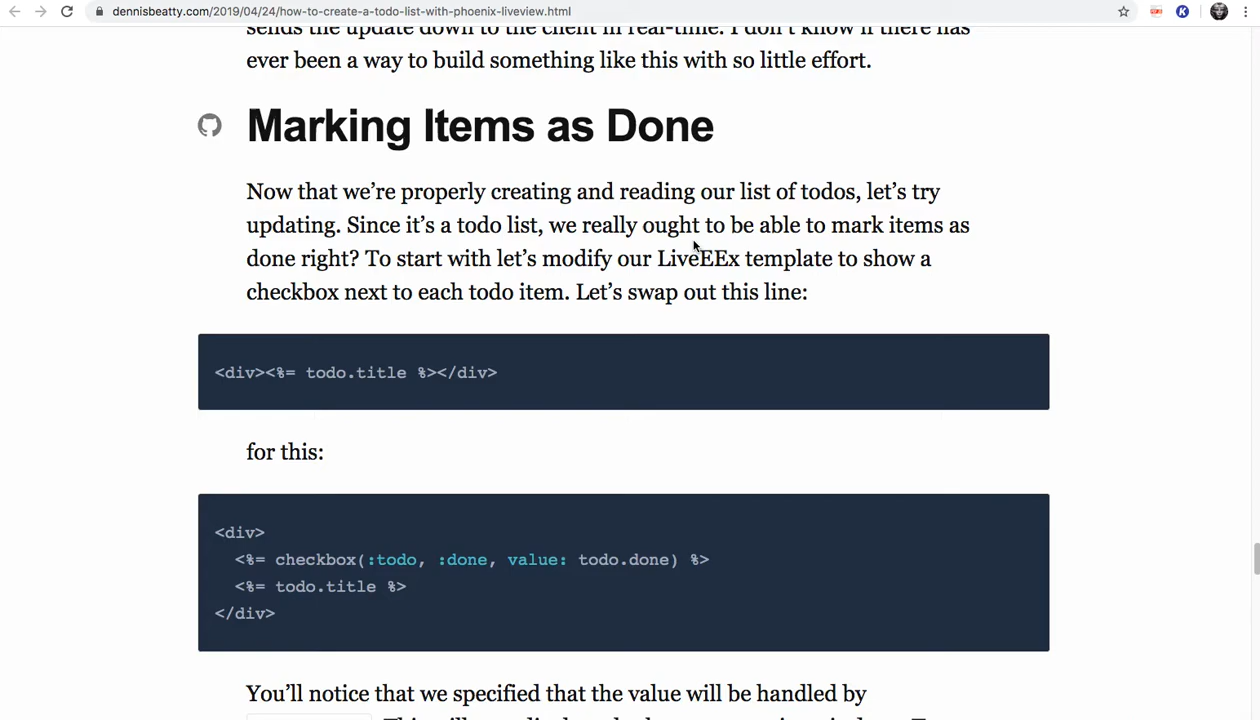 dennisbeatty.com/2019/04/24/how-to-create-a-todo-list-with-phoenix-liveview.html
sends the update down to the client in real-time. I don't know if there has
ever been a way to build something like this with so little effort.
Marking Items as Done
Now that we're properly creating and reading our list of todos, let's try
updating. Since it's a todo list, we really ought to be able to mark items as
done right? To start with let's modify our LiveEEx template to show a
checkbox next to each todo item. Let's swap out this line:
<div><%= todo.title %></div>
for this:
<div>
<%= checkbox(:todo, :done, value: todo.done) %>
<%= todo.title %>
</div>
You'll notice that we specified that the value will be handled by